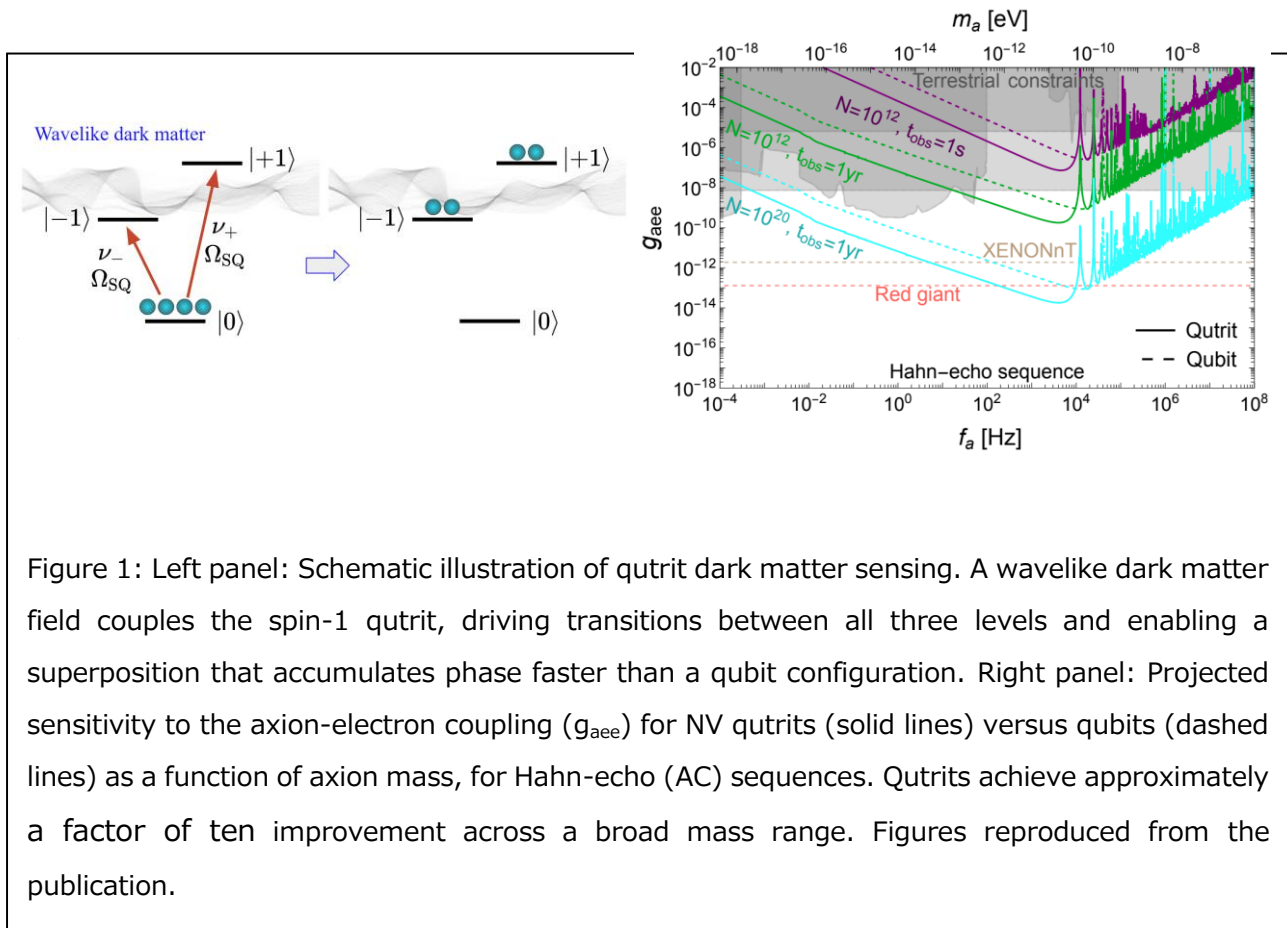 Wavelike dark matter
|+1⟩
|−1⟩
ν₋
Ω_SQ
ν₊
Ω_SQ
|0⟩
|+1⟩
|−1⟩
|0⟩
mₐ [eV]
10⁻¹⁸ 10⁻¹⁶ 10⁻¹⁴ 10⁻¹² 10⁻¹⁰ 10⁻⁸
10⁻²
10⁻⁴
10⁻⁶
10⁻⁸
10⁻¹⁰
10⁻¹²
10⁻¹⁴
10⁻¹⁶
10⁻¹⁸
gₐₑₑ
Terrestrial constraints
N=10¹², t_obs=1s
N=10¹², t_obs=1yr
N=10²⁰, t_obs=1yr
XENONnT
Red giant
Qutrit
Qubit
Hahn−echo sequence
10⁻⁴ 10⁻² 10⁰ 10² 10⁴ 10⁶ 10⁸
fₐ [Hz]
Figure 1: Left panel: Schematic illustration of qutrit dark matter sensing. A wavelike dark matter
field couples the spin-1 qutrit, driving transitions between all three levels and enabling a
superposition that accumulates phase faster than a qubit configuration. Right panel: Projected
sensitivity to the axion-electron coupling (gₐₑₑ) for NV qutrits (solid lines) versus qubits (dashed
lines) as a function of axion mass, for Hahn-echo (AC) sequences. Qutrits achieve approximately
a factor of ten improvement across a broad mass range. Figures reproduced from the
publication.